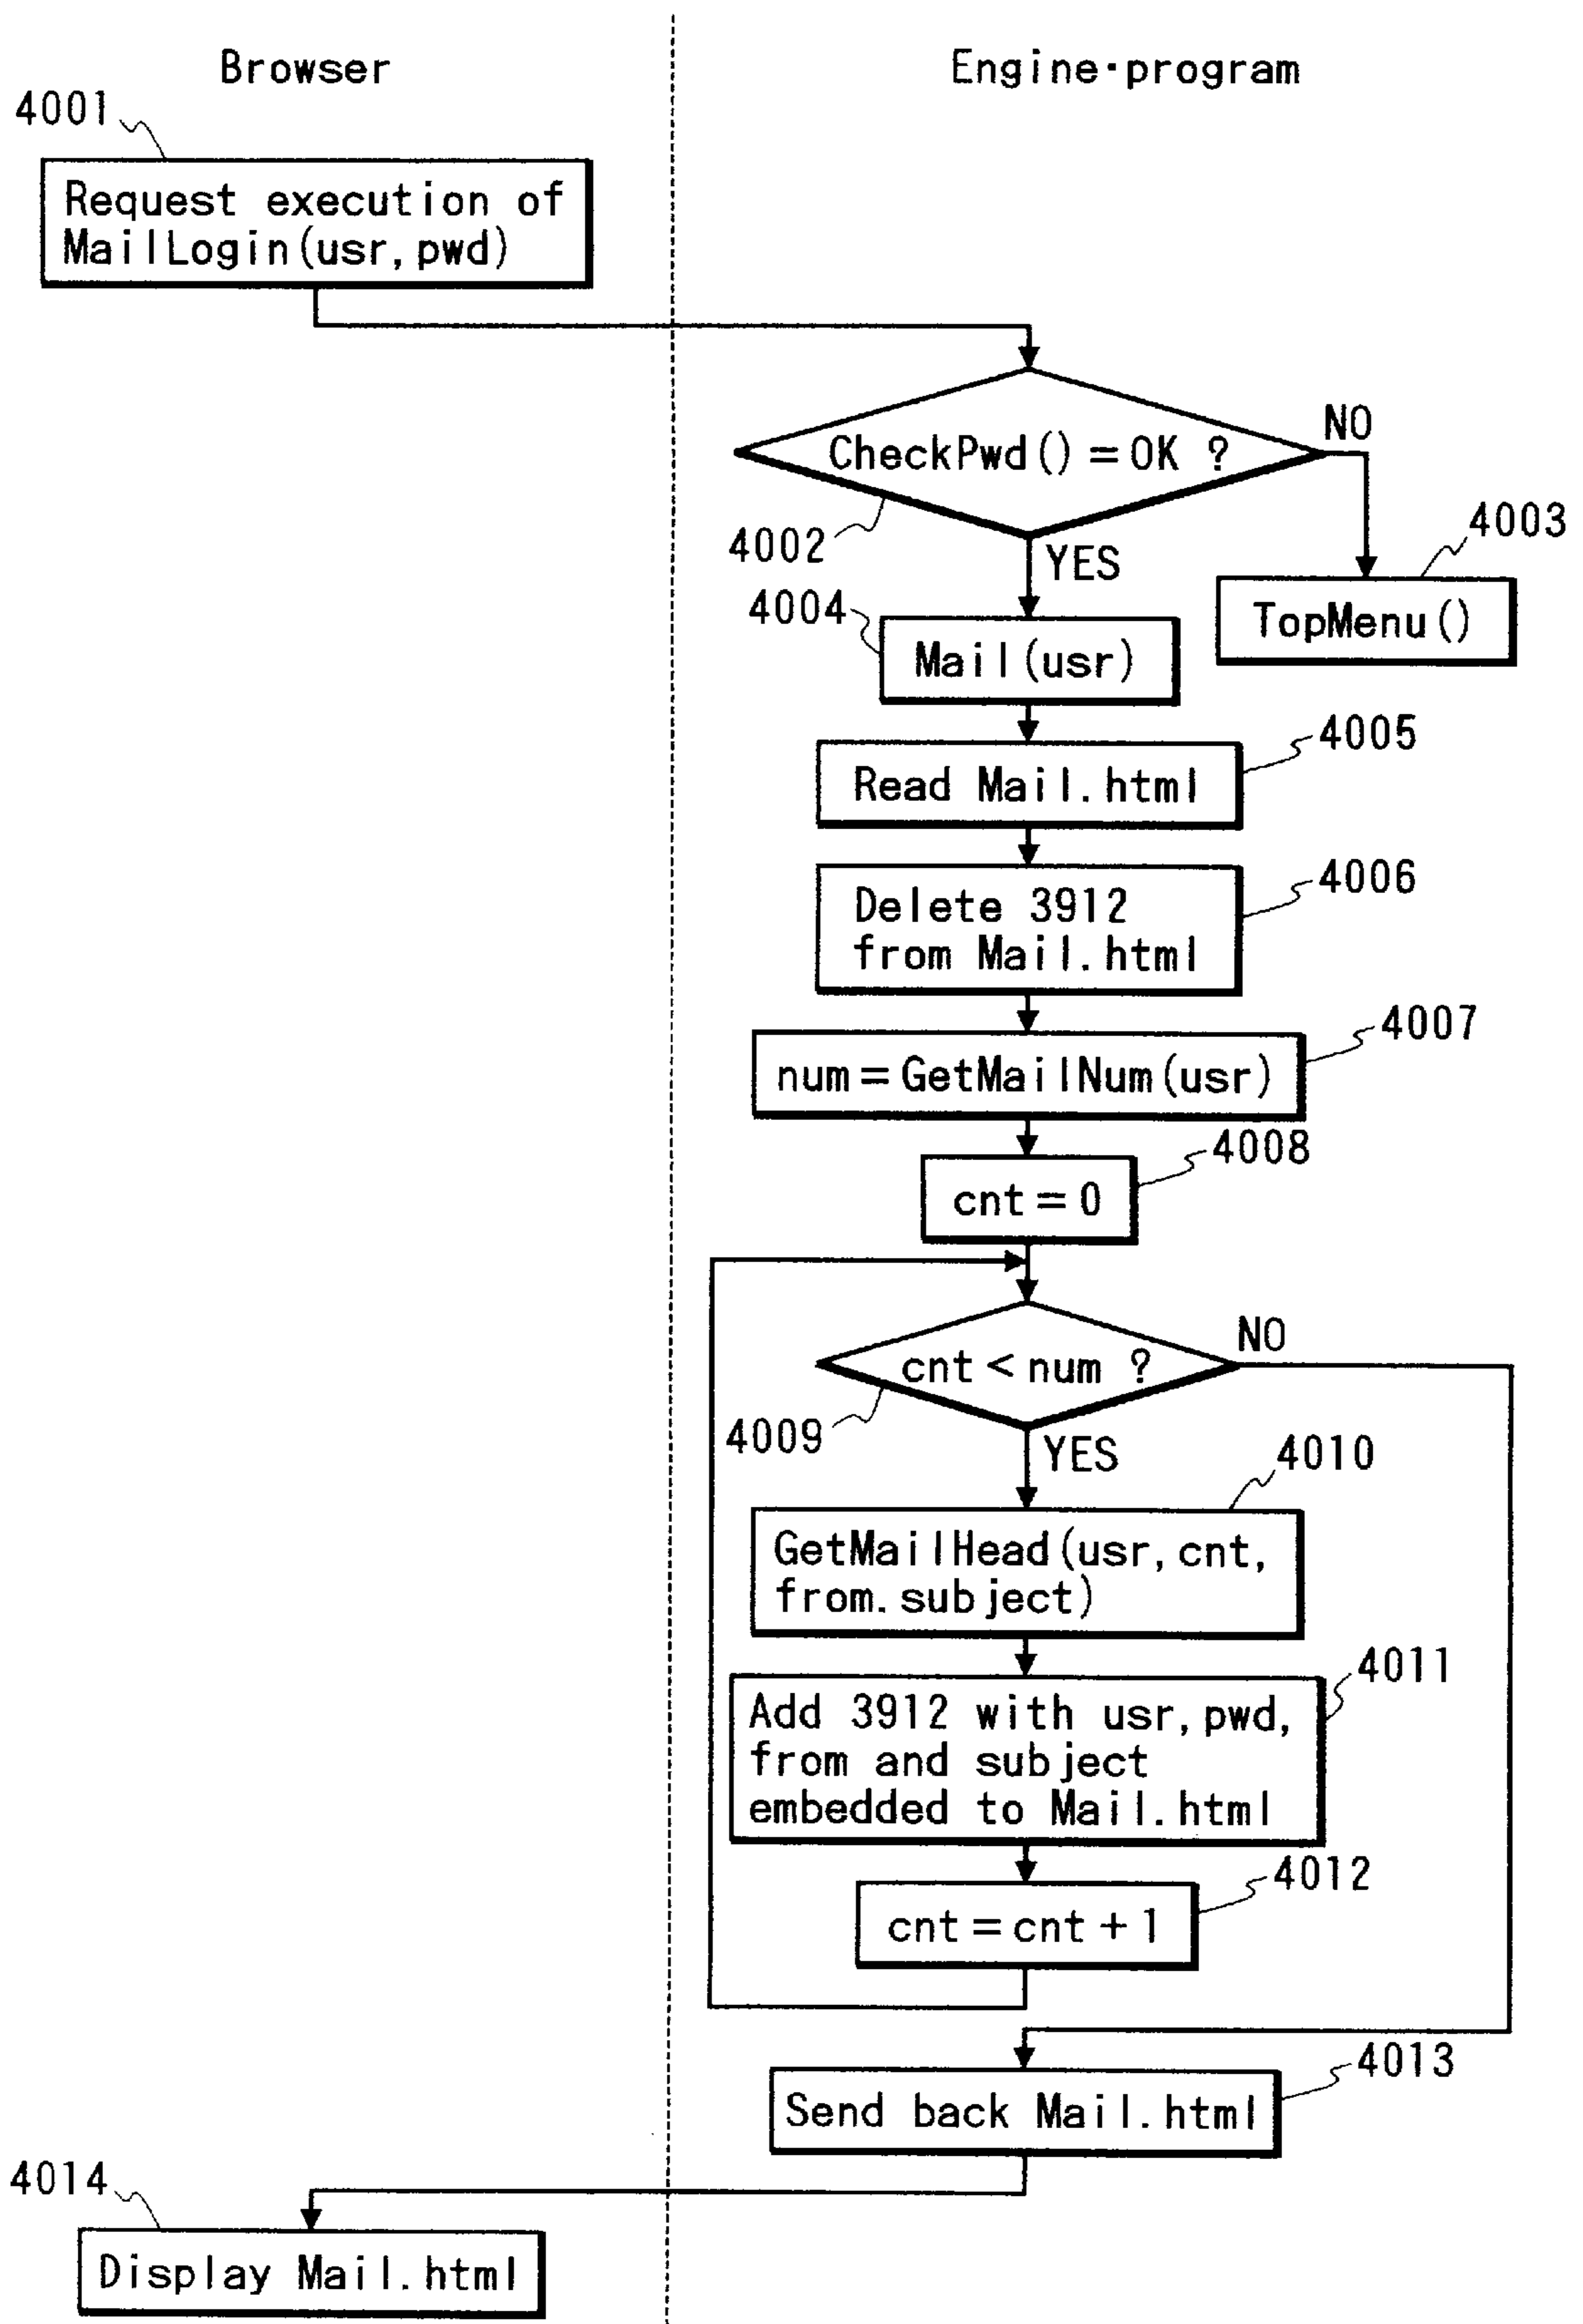 Browser
Engine·program
4001
Request execution of
MailLogin(usr,pwd)
CheckPwd()=OK ?
NO
4002
YES
4003
TopMenu()
4004
Mail(usr)
4005
Read Mail.html
4006
Delete 3912
from Mail.html
4007
num=GetMailNum(usr)
4008
cnt=0
cnt<num ?
NO
4009
YES
4010
GetMailHead(usr,cnt,
from.subject)
4011
Add 3912 with usr,pwd,
from and subject
embedded to Mail.html
4012
cnt=cnt+1
4013
Send back Mail.html
4014
Display Mail.html